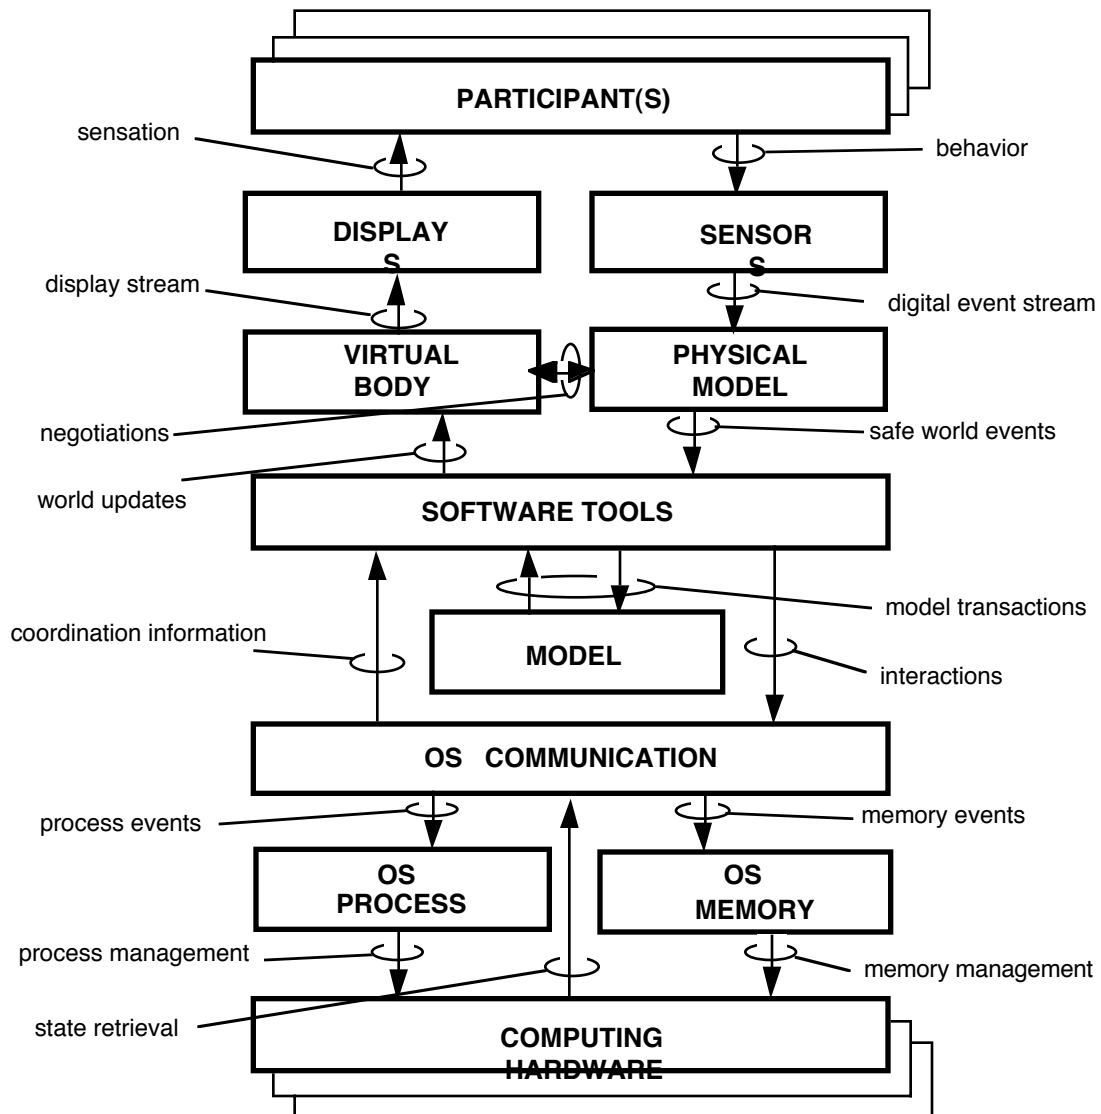 PARTICIPANT(S)
sensation
behavior
DISPLAY
S
SENSOR
S
display stream
digital event stream
VIRTUAL
BODY
PHYSICAL
MODEL
negotiations
safe world events
world updates
SOFTWARE TOOLS
model transactions
coordination information
MODEL
interactions
OS COMMUNICATION
process events
memory events
OS
PROCESS
OS
MEMORY
process management
memory management
state retrieval
COMPUTING
HARDWARE